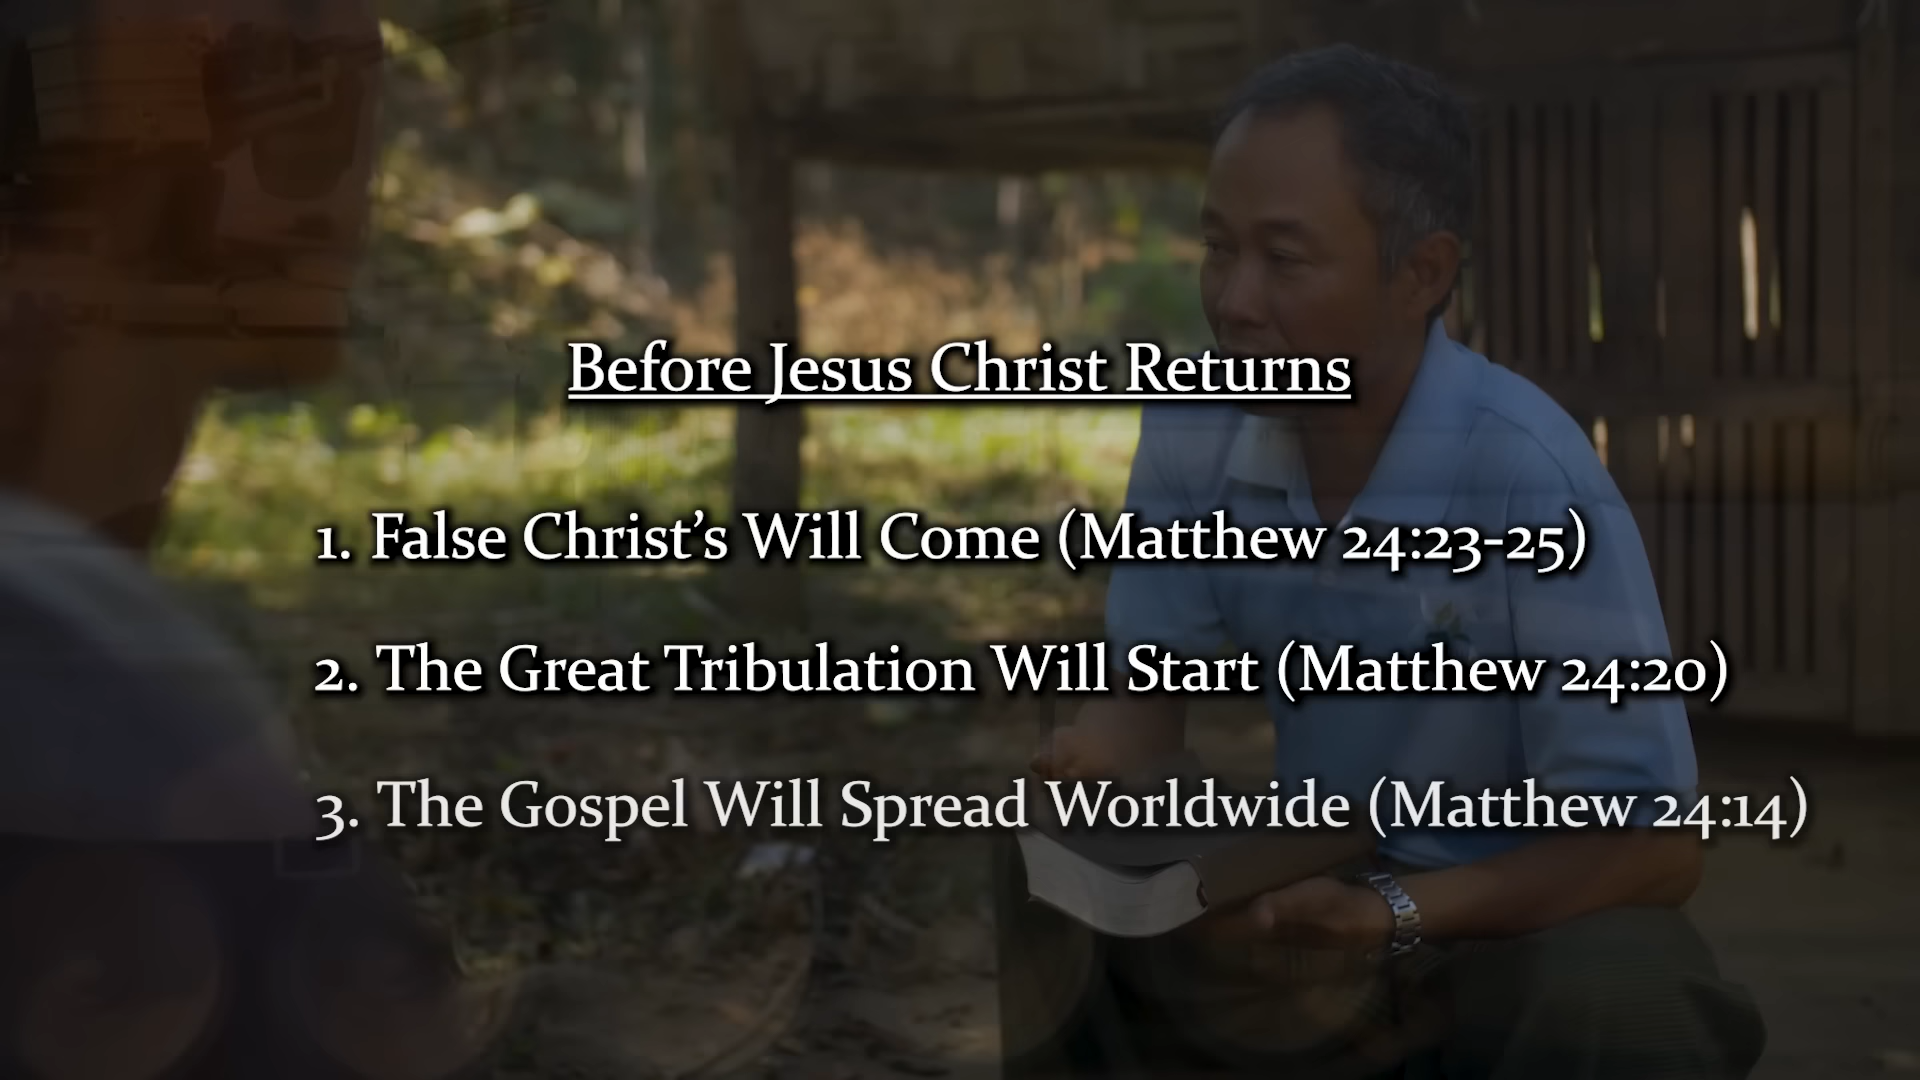 Before Jesus Christ Returns
1. False Christ’s Will Come (Matthew 24:23-25)
2. The Great Tribulation Will Start (Matthew 24:20)
3. The Gospel Will Spread Worldwide (Matthew 24:14)